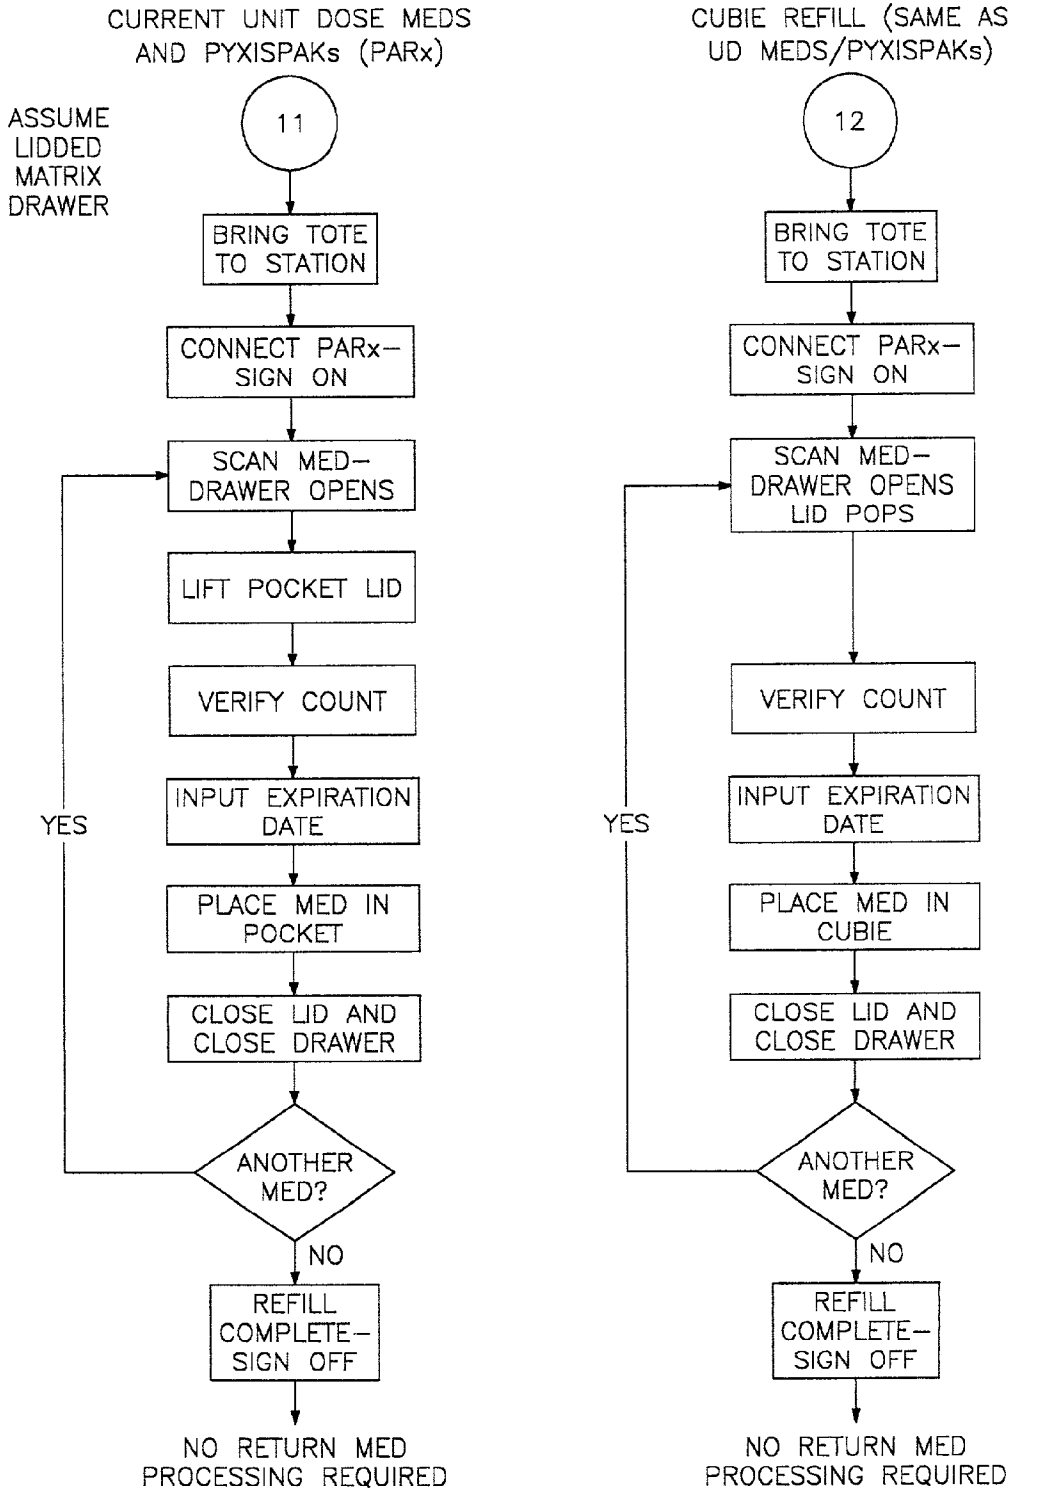 CURRENT UNIT DOSE MEDS
AND PYXISPAKs (PARx)
ASSUME
LIDDED
MATRIX
DRAWER
11
BRING TOTE
TO STATION
CONNECT PARx–
SIGN ON
SCAN MED–
DRAWER OPENS
LIFT POCKET LID
VERIFY COUNT
INPUT EXPIRATION
DATE
YES
PLACE MED IN
POCKET
CLOSE LID AND
CLOSE DRAWER
ANOTHER
MED?
NO
REFILL
COMPLETE–
SIGN OFF
NO RETURN MED
PROCESSING REQUIRED
CUBIE REFILL (SAME AS
UD MEDS/PYXISPAKs)
12
BRING TOTE
TO STATION
CONNECT PARx–
SIGN ON
SCAN MED–
DRAWER OPENS
LID POPS
VERIFY COUNT
INPUT EXPIRATION
DATE
YES
PLACE MED IN
CUBIE
CLOSE LID AND
CLOSE DRAWER
ANOTHER
MED?
NO
REFILL
COMPLETE–
SIGN OFF
NO RETURN MED
PROCESSING REQUIRED